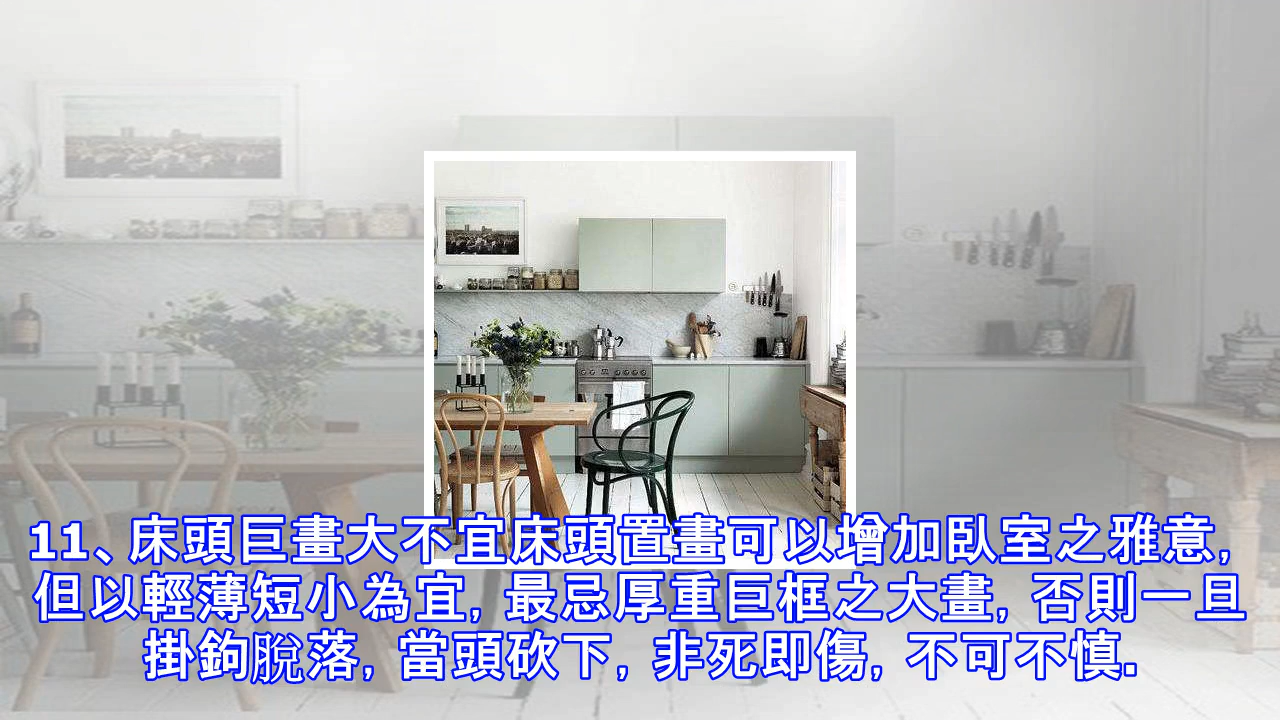 11、床頭巨畫大不宜床頭置畫可以增加臥室之雅意,
但以輕薄短小為宜, 最忌厚重巨框之大畫, 否則一旦
掛鉤脫落, 當頭砍下, 非死即傷, 不可不慎.